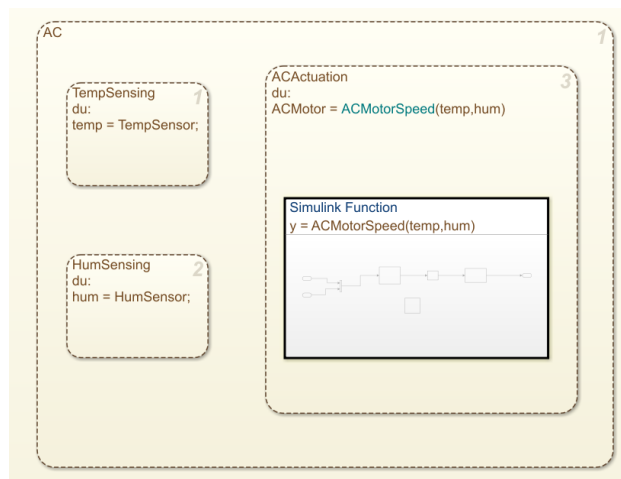 AC
1
TempSensing
1
du:
temp = TempSensor;
HumSensing
2
du:
hum = HumSensor;
ACActuation
3
du:
ACMotor = ACMotorSpeed(temp,hum)
Simulink Function
y = ACMotorSpeed(temp,hum)